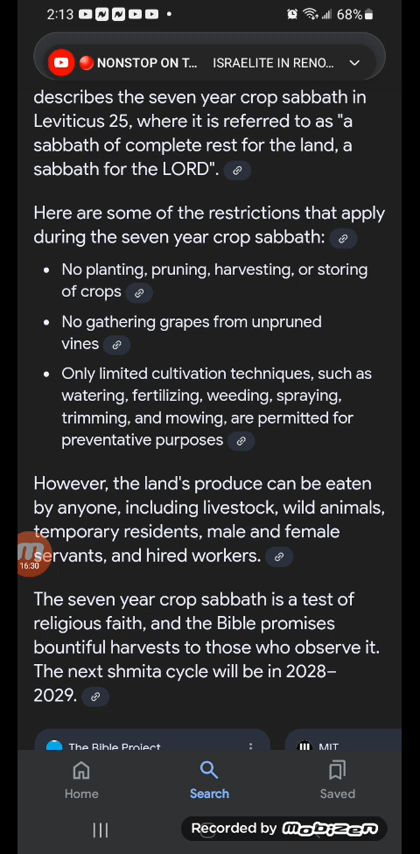 2:13
68%
NONSTOP ON T... ISRAELITE IN RENO...
describes the seven year crop sabbath in
Leviticus 25, where it is referred to as "a
sabbath of complete rest for the land, a
sabbath for the LORD".
Here are some of the restrictions that apply
during the seven year crop sabbath:
• No planting, pruning, harvesting, or storing
of crops
• No gathering grapes from unpruned
vines
• Only limited cultivation techniques, such as
watering, fertilizing, weeding, spraying,
trimming, and mowing, are permitted for
preventative purposes
However, the land's produce can be eaten
by anyone, including livestock, wild animals,
temporary residents, male and female
servants, and hired workers.
16:30
The seven year crop sabbath is a test of
religious faith, and the Bible promises
bountiful harvests to those who observe it.
The next shmita cycle will be in 2028–
2029.
The Bible Project
MIT
Home Search Saved
Recorded by mobizen